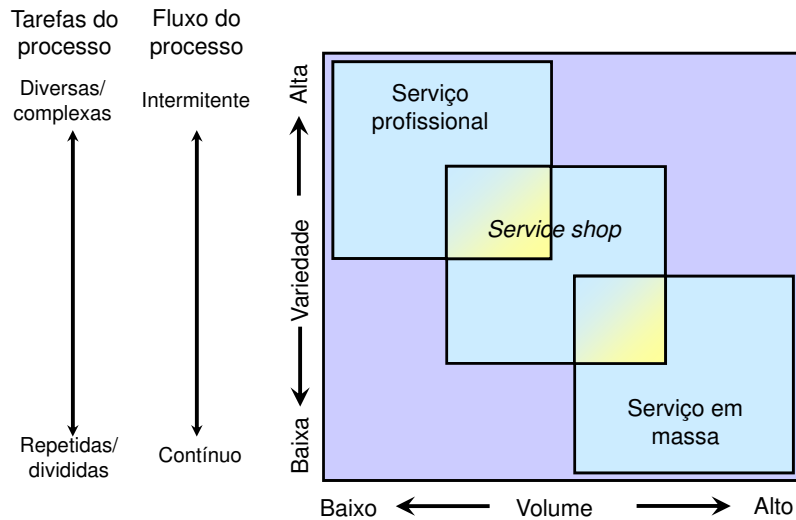 Tarefas do
processo
Fluxo do
processo
Diversas/
complexas
Intermitente
Repetidas/
divididas
Contínuo
Alta
Variedade
Baixa
Serviço
profissional
Service shop
Serviço em
massa
Baixo
Volume
Alto